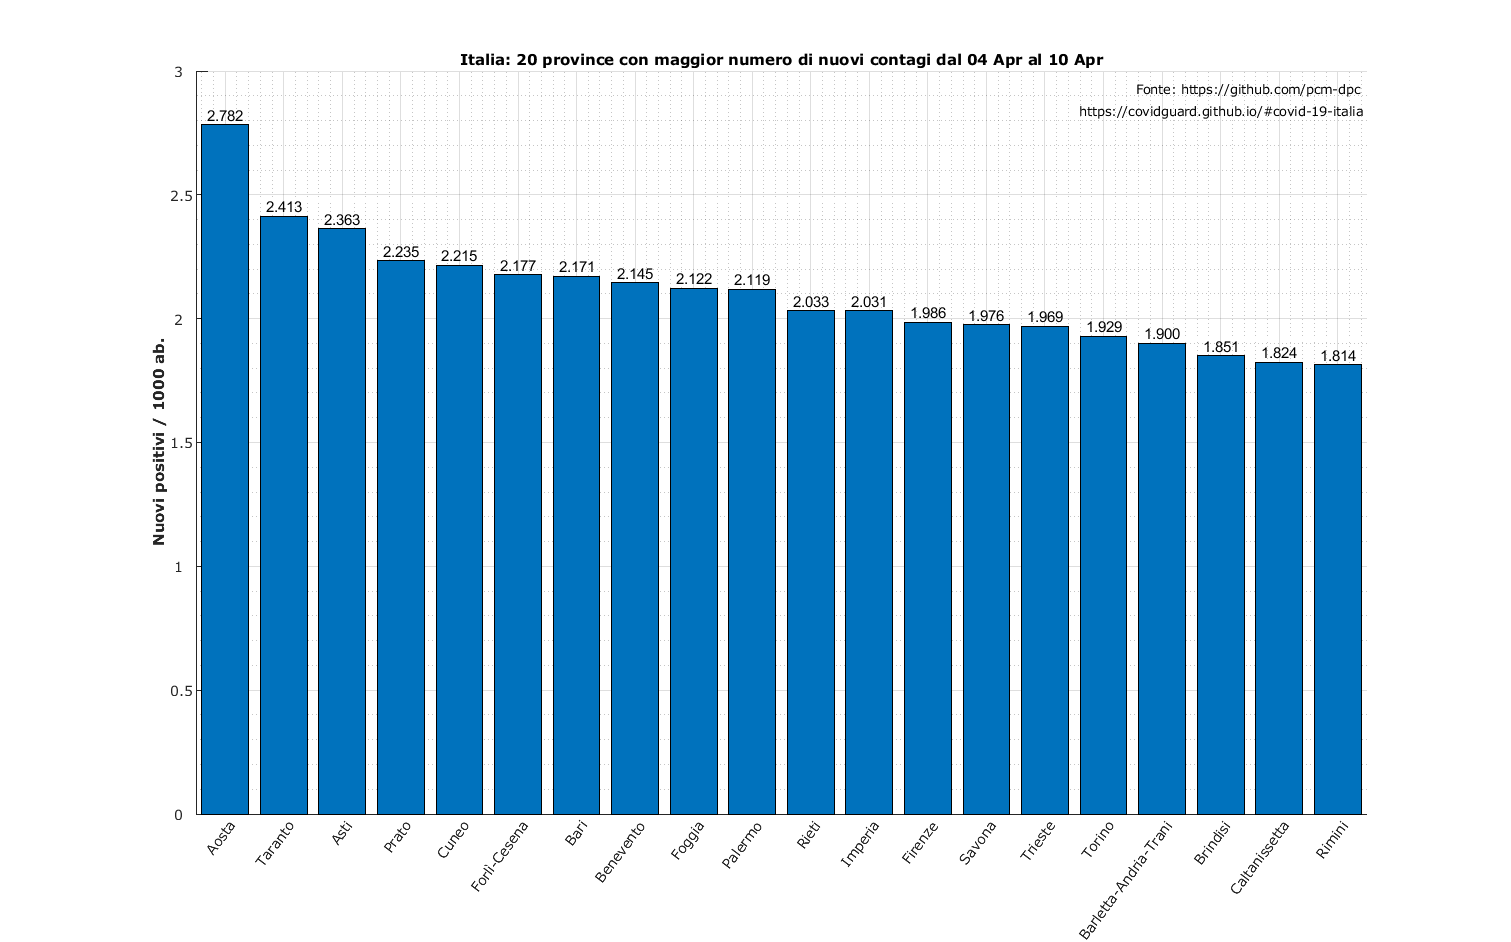 Italia: 20 province con maggior numero di nuovi contagi dal 04 Apr al 10 Apr
Fonte: https://github.com/pcm-dpc
https://covidguard.github.io/#covid-19-italia
Nuovi positivi / 1000 ab.
3
2.5
2
1.5
1
0.5
0
2.782
2.413
2.363
2.235
2.215
2.177
2.171
2.145
2.122
2.119
2.033
2.031
1.986
1.976
1.969
1.929
1.900
1.851
1.824
1.814
Aosta
Taranto
Asti
Prato
Cuneo
Forlì-Cesena
Bari
Benevento
Foggia
Palermo
Rieti
Imperia
Firenze
Savona
Trieste
Torino
Barletta-Andria-Trani
Brindisi
Caltanissetta
Rimini